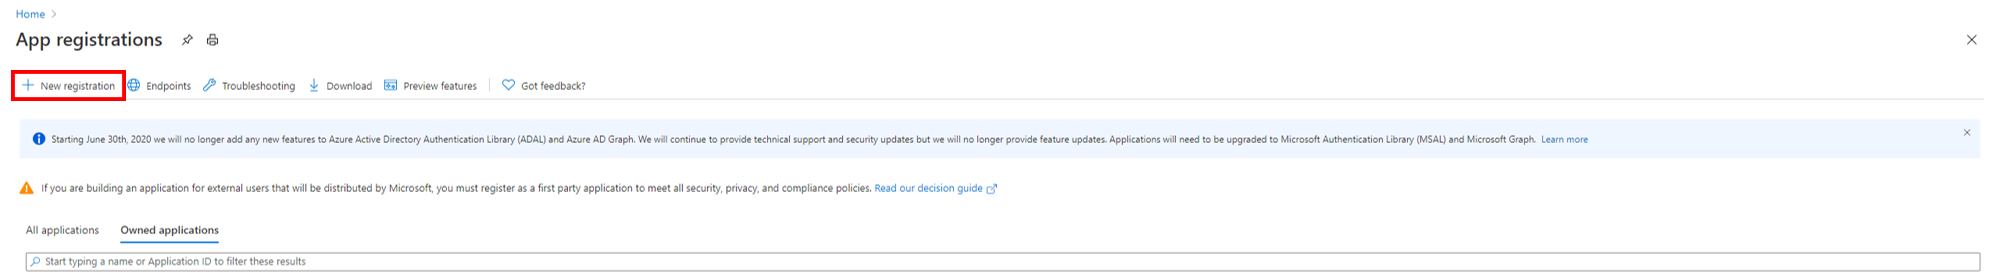 Home
App registrations
New registration Endpoints Troubleshooting Download Preview features Got feedback?
Starting June 30th, 2020 we will no longer add any new features to Azure Active Directory Authentication Library (ADAL) and Azure AD Graph. We will continue to provide technical support and security updates but we will no longer provide feature updates. Applications will need to be upgraded to Microsoft Authentication Library (MSAL) and Microsoft Graph. Learn more
If you are building an application for external users that will be distributed by Microsoft, you must register as a first party application to meet all security, privacy, and compliance policies. Read our decision guide
All applications Owned applications
Start typing a name or Application ID to filter these results